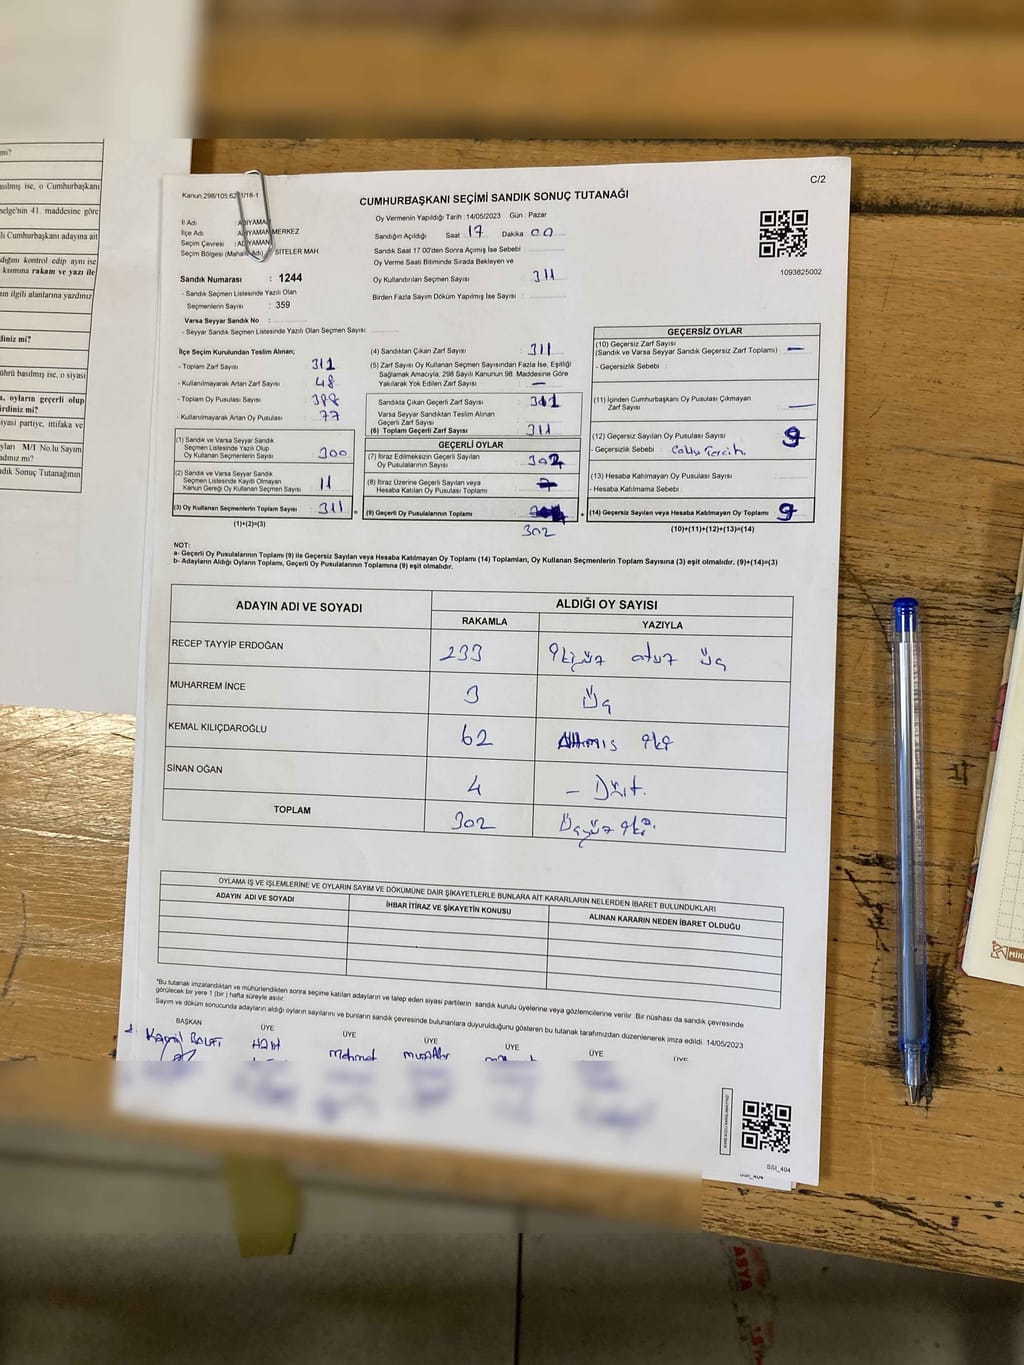 C/2
Kanun:298/105:62
1/18-1
CUMHURBAŞKANI SEÇİMİ SANDIK SONUÇ TUTANAĞI
İl Adı : ADIYAMAN
İlçe Adı : ADIYAMAN MERKEZ
Seçim Çevresi : ADIYAMAN
Seçim Bölgesi (Mahalle Adı) SİTELER MAH.
Sandık Numarası : 1244
- Sandık Seçmen Listesinde Yazılı Olan
Seçmenlerin Sayısı : 359
Varsa Seyyar Sandık No :
- Seyyar Sandık Seçmen Listesinde Yazılı Olan Seçmen Sayısı :
Oy Vermenin Yapıldığı Tarih :14/05/2023 Gün : Pazar
Sandığın Açıldığı Saat 17 Dakika 00
Sandık Saat 17:00'den Sonra Açılmış İse Sebebi :
Oy Verme Saati Bitiminde Sırada Bekleyen ve
Oy Kullandırılan Seçmen Sayısı : 311
Birden Fazla Sayım Döküm Yapılmış İse Sayısı :
1093825002
İlçe Seçim Kurulundan Teslim Alınan;
- Toplam Zarf Sayısı :
- Kullanılmayarak Artan Zarf Sayısı : 48
- Toplam Oy Pusulası Sayısı :
- Kullanılmayarak Artan Oy Pusulası : 77
(1) Sandık ve Varsa Seyyar Sandık
Seçmen Listesinde Yazılı Olup
Oy Kullanan Seçmenlerin Sayısı : 300
(2) Sandık ve Varsa Seyyar Sandık
Seçmen Listesinde Kayıtlı Olmayan
Kanun Gereği Oy Kullanan Seçmen Sayısı : 11
(3) Oy Kullanan Seçmenlerin Toplam Sayısı : 311
(1)+(2)=(3)
(4) Sandıktan Çıkan Zarf Sayısı : 311
(5) Zarf Sayısı Oy Kullanan Seçmen Sayısından Fazla İse, Eşitliği
Sağlamak Amacıyla, 298 Sayılı Kanunun 98. Maddesine Göre
Yakılarak Yok Edilen Zarf Sayısı : —
Sandıkta Çıkan Geçerli Zarf Sayısı : 311
Varsa Seyyar Sandıktan Teslim Alınan
Geçerli Zarf Sayısı :
(6) Toplam Geçerli Zarf Sayısı : 311
GEÇERLİ OYLAR
(7) İtiraz Edilmeksizin Geçerli Sayılan
Oy Pusulalarının Sayısı : 302
(8) İtiraz Üzerine Geçerli Sayılan veya
Hesaba Katılan Oy Pusulası Toplamı :
(9) Geçerli Oy Pusulalarının Toplamı :
302
GEÇERSİZ OYLAR
(10) Geçersiz Zarf Sayısı
(Sandık ve Varsa Seyyar Sandık Geçersiz Zarf Toplamı) : —
- Geçersizlik Sebebi :
(11) İçinden Cumhurbaşkanı Oy Pusulası Çıkmayan
Zarf Sayısı : —
(12) Geçersiz Sayılan Oy Pusulası Sayısı : 9
- Geçersizlik Sebebi :
(13) Hesaba Katılmayan Oy Pusulası Sayısı :
- Hesaba Katılmama Sebebi :
(14) Geçersiz Sayılan veya Hesaba Katılmayan Oy Toplamı : 9
(10)+(11)+(12)+(13)=(14)
NOT:
a- Geçerli Oy Pusulalarının Toplamı (9) ile Geçersiz Sayılan veya Hesaba Katılmayan Oy Toplamı (14) Toplamları, Oy Kullanan Seçmenlerin Toplam Sayısına (3) eşit olmalıdır. (9)+(14)=(3)
b- Adayların Aldığı Oyların Toplamı, Geçerli Oy Pusulalarının Toplamına (9) eşit olmalıdır.
ADAYIN ADI VE SOYADI ALDIĞI OY SAYISI
RAKAMLA YAZIYLA
RECEP TAYYİP ERDOĞAN 233 ikiyüz otuz üç
MUHARREM İNCE 3 Üç
KEMAL KILIÇDAROĞLU 62 Altmış iki
SİNAN OĞAN 4 – Dört.
TOPLAM 302 Üçyüz iki.
OYLAMA İŞ VE İŞLEMLERİNE VE OYLARIN SAYIM VE DÖKÜMÜNE DAİR ŞİKAYETLERLE BUNLARA AİT KARARLARIN NELERDEN İBARET BULUNDUKLARI
ADAYIN ADI VE SOYADI İHBAR İTİRAZ VE ŞİKAYETİN KONUSU ALINAN KARARIN NEDEN İBARET OLDUĞU
*Bu tutanak imzalandıktan ve mühürlendikten sonra seçime katılan adayların ve talep eden siyasi partilerin sandık kurulu üyelerine veya gözlemcilerine verilir. Bir nüshası da sandık çevresinde
görülecek bir yere 1 (bir) hafta süreyle asılır.
Sayım ve döküm sonucunda adayların aldığı oyların sayılarını ve bunların sandık çevresinde bulunanlara duyurulduğunu gösteren bu tutanak tarafımızdan düzenlenerek imza edildi. 14/05/2023
BAŞKAN ÜYE ÜYE ÜYE ÜYE ÜYE ÜYE
Mehmet
SSI_404
mi?
asılmış ise, o Cumhurbaşkanı
nelge'nin 41. maddesine göre
li Cumhurbaşkanı adayına ait
dığını kontrol edip aynı ise
kısmına rakam ve yazı ile
ın ilgili alanlarına yazdınız
diniz mi?
ührü basılmış ise, o siyasi
a, oyların geçerli olup
irdiniz mi?
iyasi partiye, ittifaka ve
yları M/1 No.lu Sayım
adınız mi?
dık Sonuç Tutanağının
ASYA